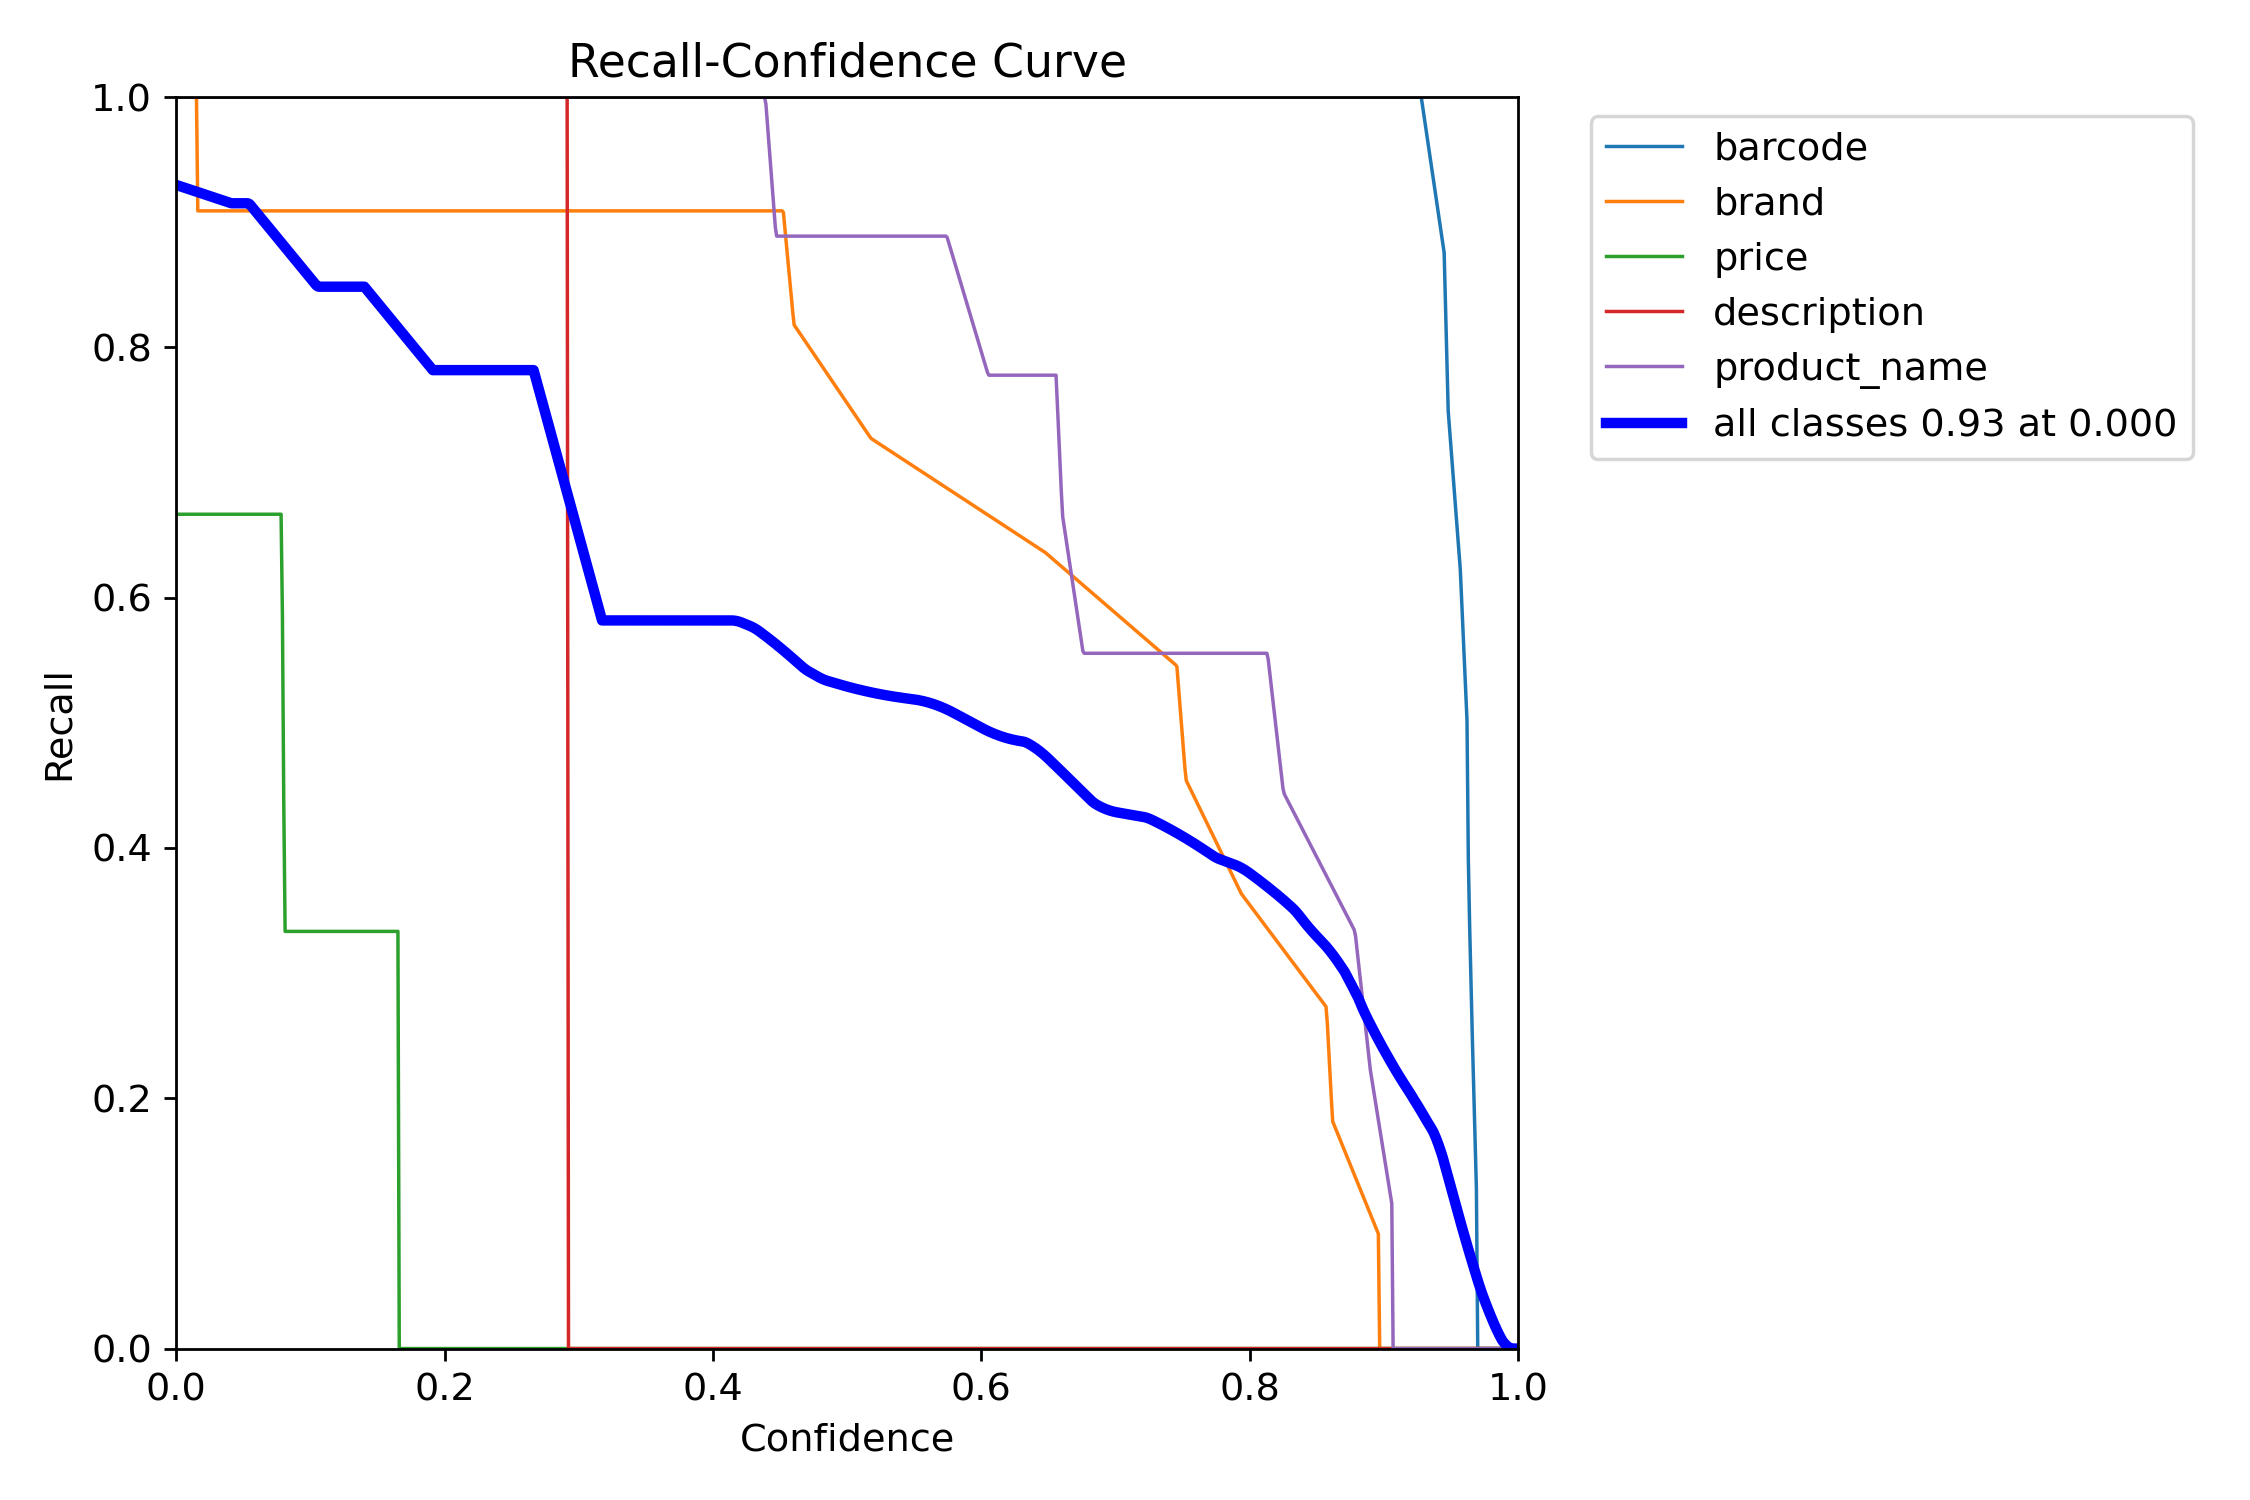 Recall-Confidence Curve
1.0
0.8
0.6
0.4
0.2
0.0
Recall
0.0 0.2 0.4 0.6 0.8 1.0
Confidence
barcode
brand
price
description
product_name
all classes 0.93 at 0.000